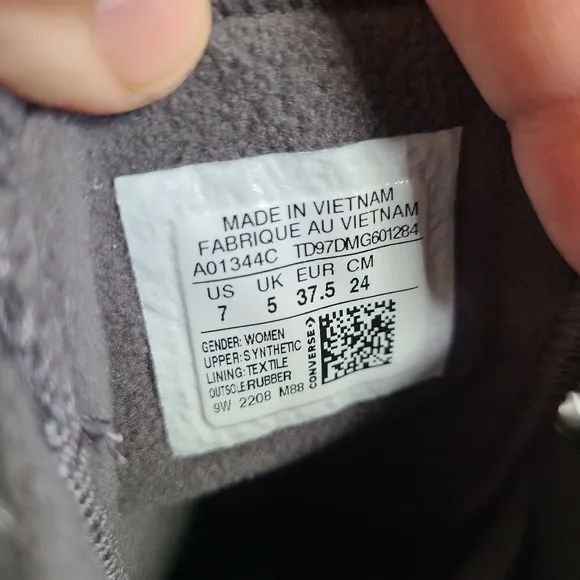 MADE IN VIETNAM
FABRIQUE AU VIETNAM
A01344C TD97DMG601284
US UK EUR CM
7 5 37.5 24
GENDER: WOMEN
UPPER: SYNTHETIC
LINING: TEXTILE
OUTSOLE RUBBER
9W 2208 M88
CONVERSE